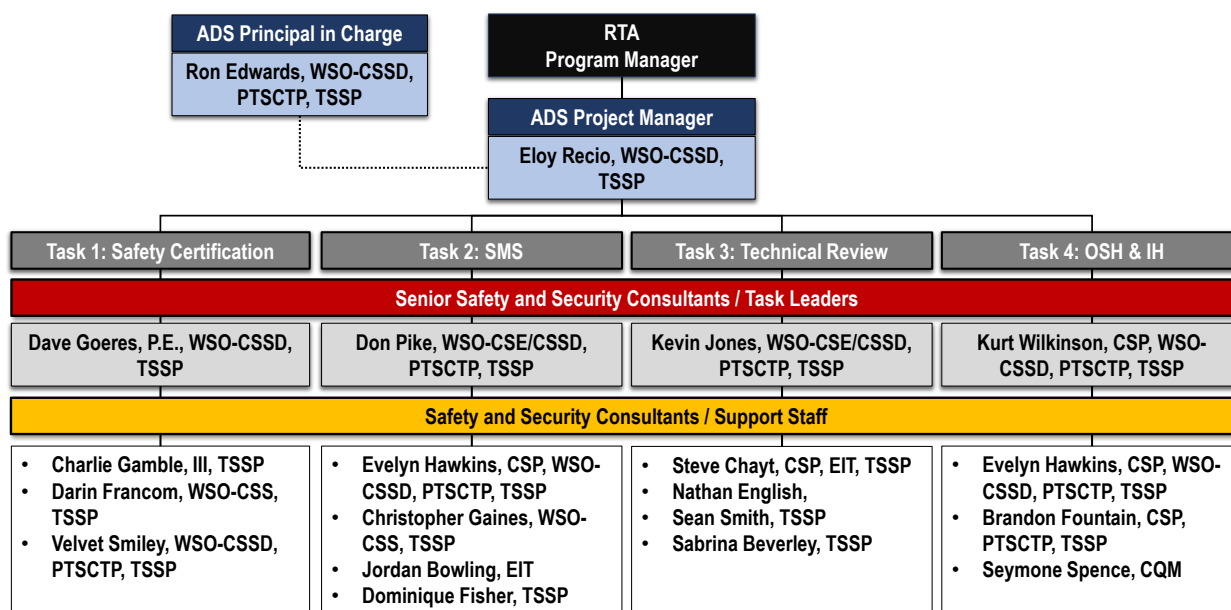 ADS Principal in Charge
Ron Edwards, WSO-CSSD,
PTSCTP, TSSP
RTA
Program Manager
ADS Project Manager
Eloy Recio, WSO-CSSD,
TSSP
Task 1: Safety Certification
Task 2: SMS
Task 3: Technical Review
Task 4: OSH & IH
Senior Safety and Security Consultants / Task Leaders
Dave Goeres, P.E., WSO-CSSD,
TSSP
Don Pike, WSO-CSE/CSSD,
PTSCTP, TSSP
Kevin Jones, WSO-CSE/CSSD,
PTSCTP, TSSP
Kurt Wilkinson, CSP, WSO-
CSSD, PTSCTP, TSSP
Safety and Security Consultants / Support Staff
• Charlie Gamble, III, TSSP
• Darin Francom, WSO-CSS,
TSSP
• Velvet Smiley, WSO-CSSD,
PTSCTP, TSSP
• Evelyn Hawkins, CSP, WSO-
CSSD, PTSCTP, TSSP
• Christopher Gaines, WSO-
CSS, TSSP
• Jordan Bowling, EIT
• Dominique Fisher, TSSP
• Steve Chayt, CSP, EIT, TSSP
• Nathan English,
• Sean Smith, TSSP
• Sabrina Beverley, TSSP
• Evelyn Hawkins, CSP, WSO-
CSSD, PTSCTP, TSSP
• Brandon Fountain, CSP,
PTSCTP, TSSP
• Seymone Spence, CQM